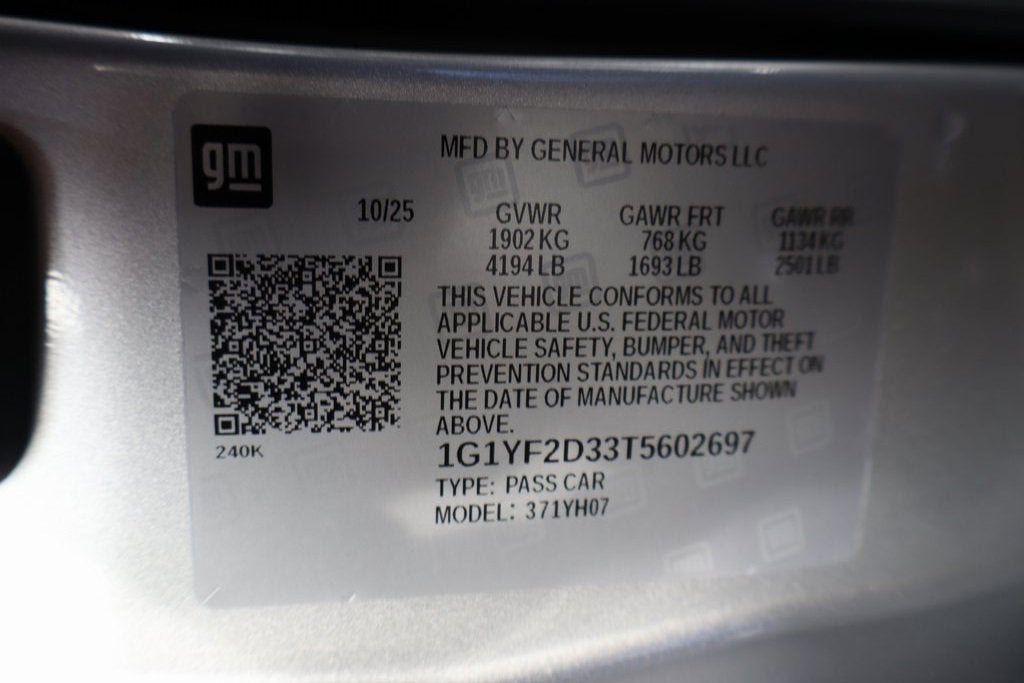 gm
MFD BY GENERAL MOTORS LLC
10/25 GVWR GAWR FRT GAWR RR
1902 KG 768 KG 1134 KG
4194 LB 1693 LB 2501 LB
THIS VEHICLE CONFORMS TO ALL
APPLICABLE U.S. FEDERAL MOTOR
VEHICLE SAFETY, BUMPER, AND THEFT
PREVENTION STANDARDS IN EFFECT ON
THE DATE OF MANUFACTURE SHOWN
ABOVE.
240K
1G1YF2D33T5602697
TYPE: PASS CAR
MODEL: 371YH07